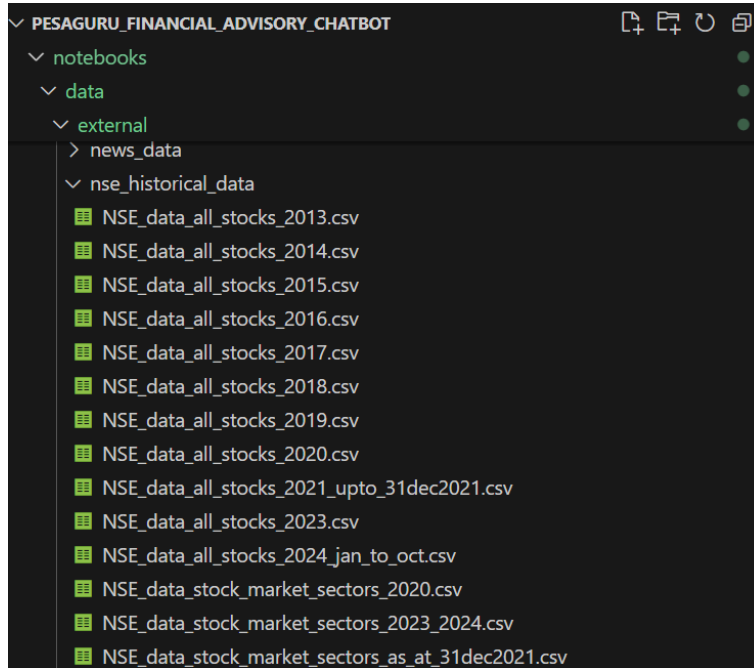 PESAGURU_FINANCIAL_ADVISORY_CHATBOT
notebooks
data
external
news_data
nse_historical_data
NSE_data_all_stocks_2013.csv
NSE_data_all_stocks_2014.csv
NSE_data_all_stocks_2015.csv
NSE_data_all_stocks_2016.csv
NSE_data_all_stocks_2017.csv
NSE_data_all_stocks_2018.csv
NSE_data_all_stocks_2019.csv
NSE_data_all_stocks_2020.csv
NSE_data_all_stocks_2021_upto_31dec2021.csv
NSE_data_all_stocks_2023.csv
NSE_data_all_stocks_2024_jan_to_oct.csv
NSE_data_stock_market_sectors_2020.csv
NSE_data_stock_market_sectors_2023_2024.csv
NSE_data_stock_market_sectors_as_at_31dec2021.csv